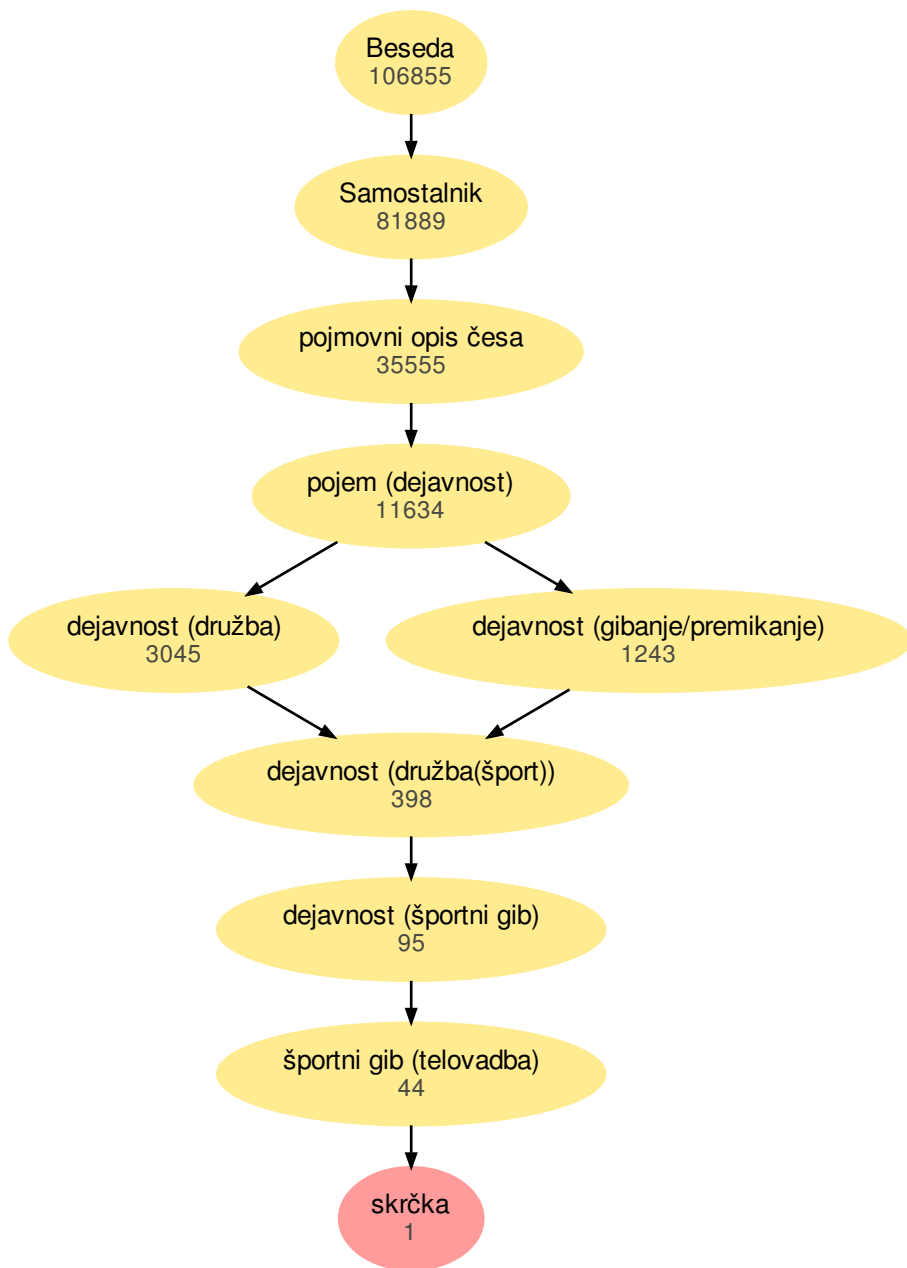 Beseda
106855
Samostalnik
81889
pojmovni opis česa
35555
pojem (dejavnost)
11634
dejavnost (družba)
3045
dejavnost (gibanje/premikanje)
1243
dejavnost (družba(šport))
398
dejavnost (športni gib)
95
športni gib (telovadba)
44
skrčka
1